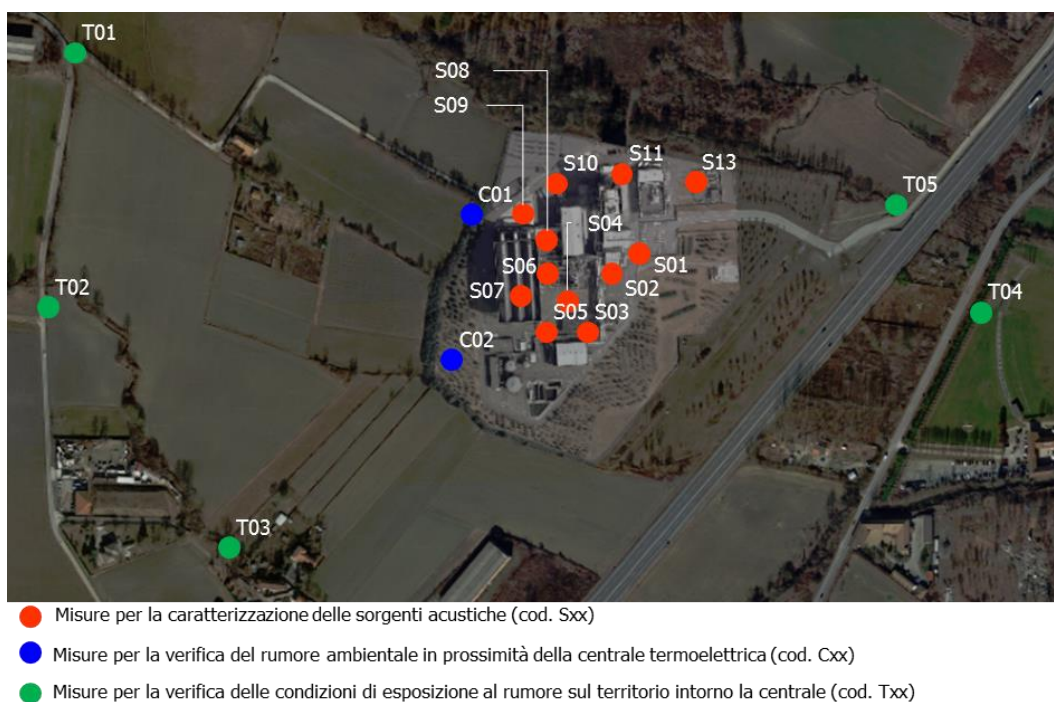 T01
S08
S09
S10
S11
S13
C01
S04
T05
S06
S01
S07
S02
T02
T04
S05
S03
C02
T03
Misure per la caratterizzazione delle sorgenti acustiche (cod. Sxx)
Misure per la verifica del rumore ambientale in prossimità della centrale termoelettrica (cod. Cxx)
Misure per la verifica delle condizioni di esposizione al rumore sul territorio intorno la centrale (cod. Txx)